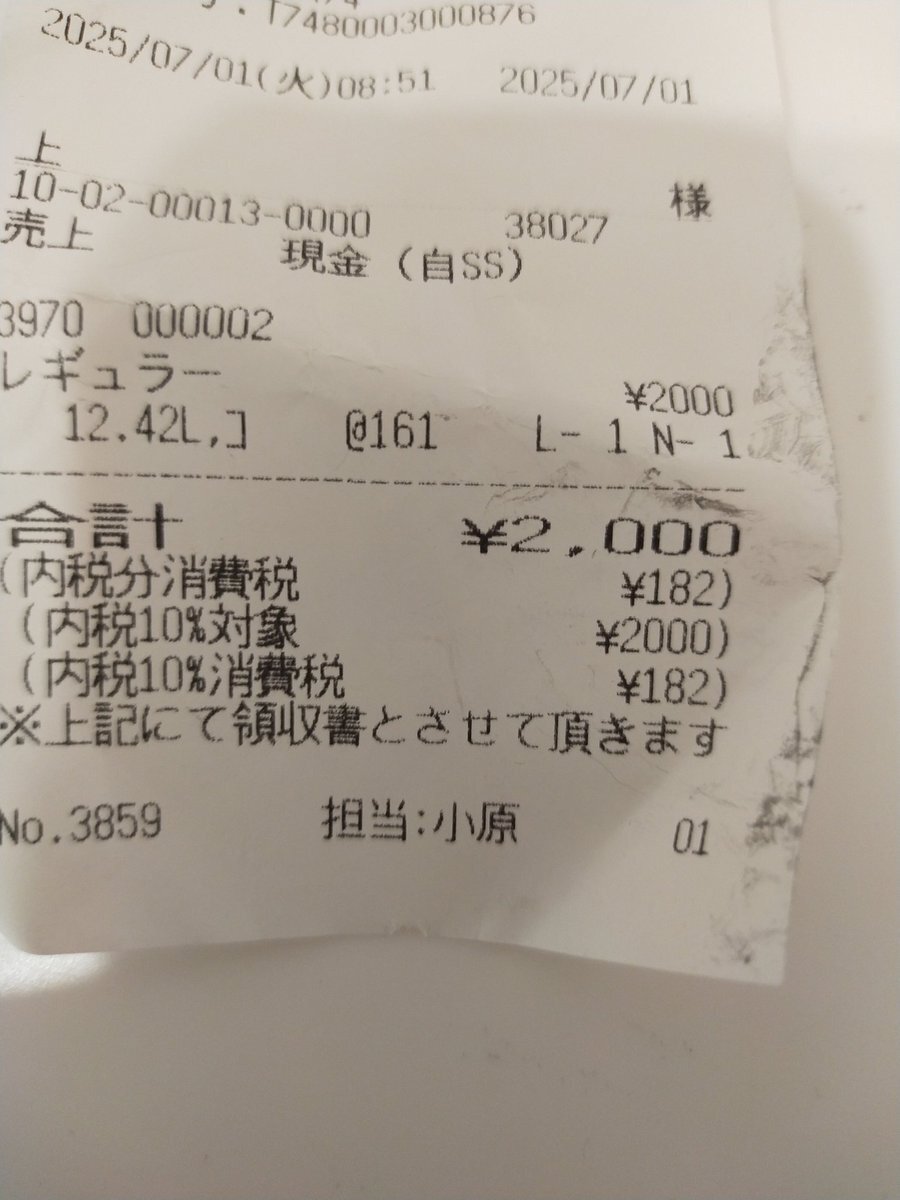 T7480003000876
2025/07/01(火)08:51 2025/07/01
上 様
10-02-00013-0000 38027
売上 現金(自SS)
3970 000002
レギュラー ¥2000
12.42L,コ @161 L- 1 N- 1
合計 ¥2,000
(内税分消費税 ¥182)
(内税10%対象 ¥2000)
(内税10%消費税 ¥182)
※上記にて領収書とさせて頂きます
No.3859 担当:小原 01